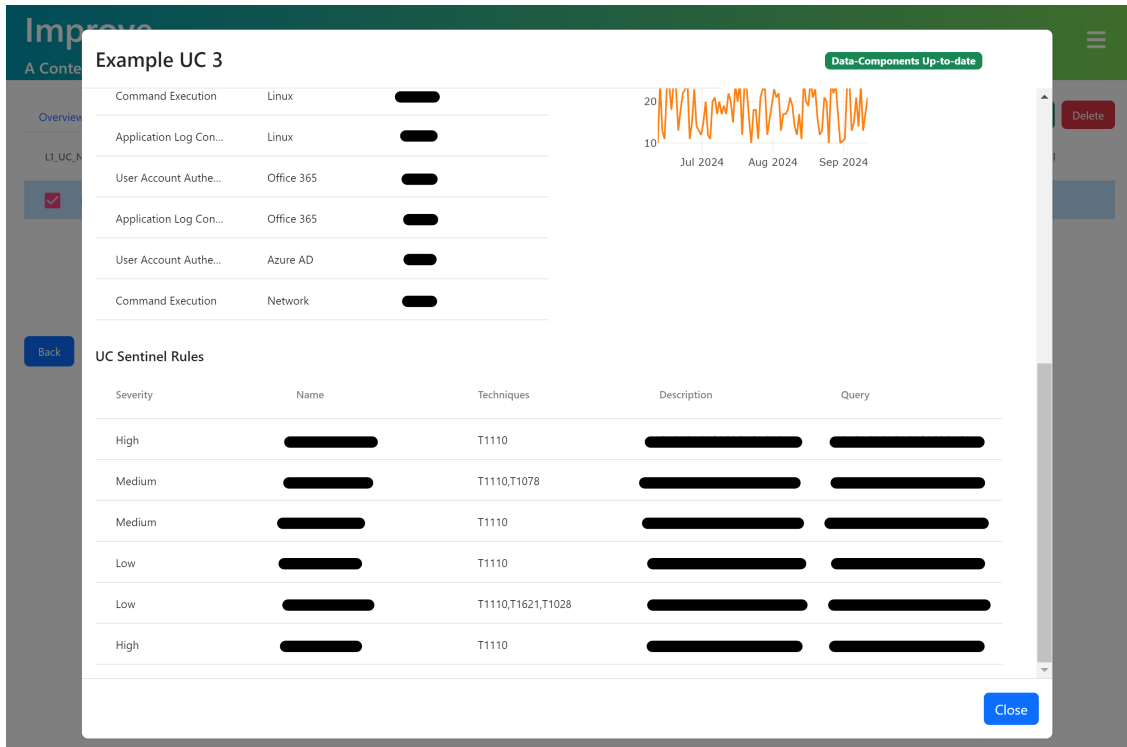 Improve
A Conte
Example UC 3
Data-Components Up-to-date
Overview
Delete
L1_UC_N
Command Execution Linux
Application Log Con... Linux
User Account Authe... Office 365
Application Log Con... Office 365
User Account Authe... Azure AD
Command Execution Network
20
10
Jul 2024 Aug 2024 Sep 2024
Back
UC Sentinel Rules
Severity Name Techniques Description Query
High T1110
Medium T1110,T1078
Medium T1110
Low T1110
Low T1110,T1621,T1028
High T1110
Close